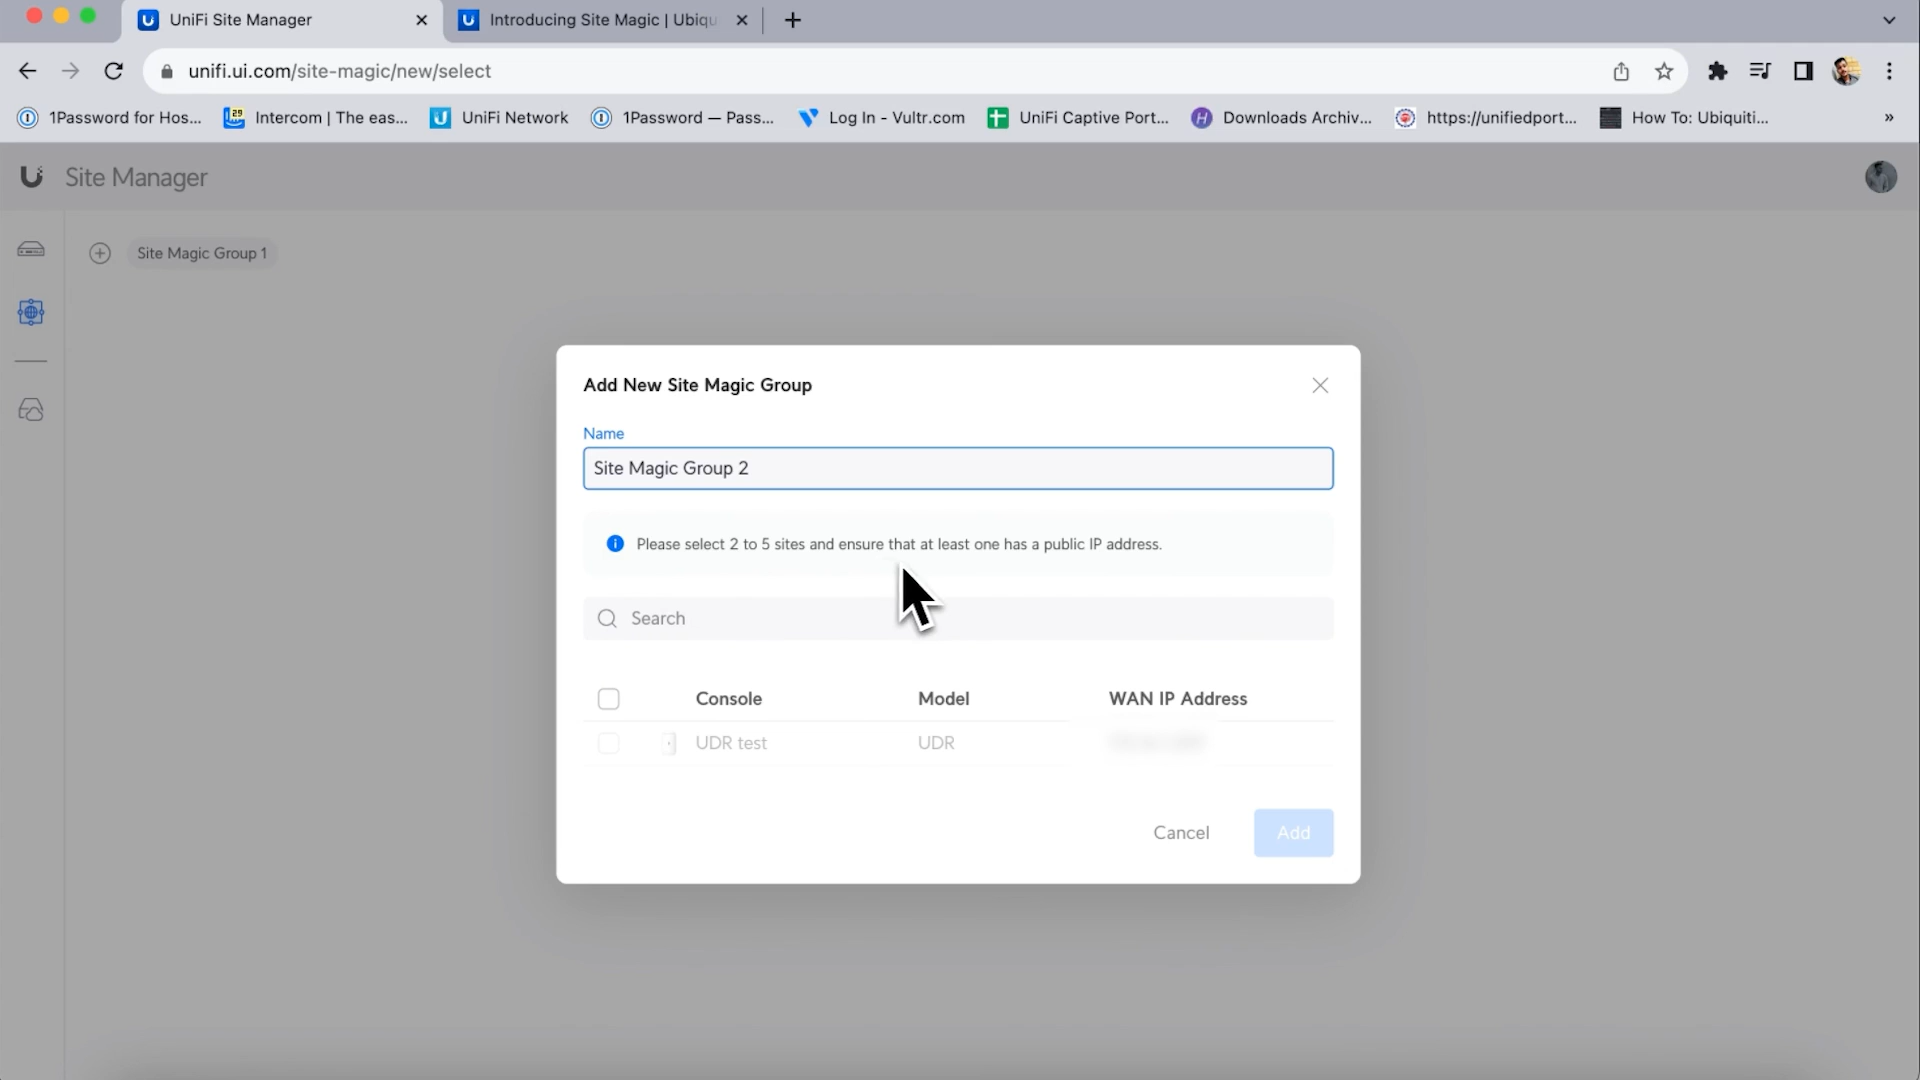 UniFi Site Manager
Introducing Site Magic | Ubiqu
unifi.ui.com/site-magic/new/select
1Password for Hos...
29
Intercom | The eas...
UniFi Network
1Password — Pass...
Log In - Vultr.com
UniFi Captive Port...
H
Downloads Archiv...
https://unifiedport...
How To: Ubiquiti...
»
Site Manager
Site Magic Group 1
Add New Site Magic Group
Name
Site Magic Group 2
Please select 2 to 5 sites and ensure that at least one has a public IP address.
Search
Console Model WAN IP Address
UDR test UDR
Cancel Add